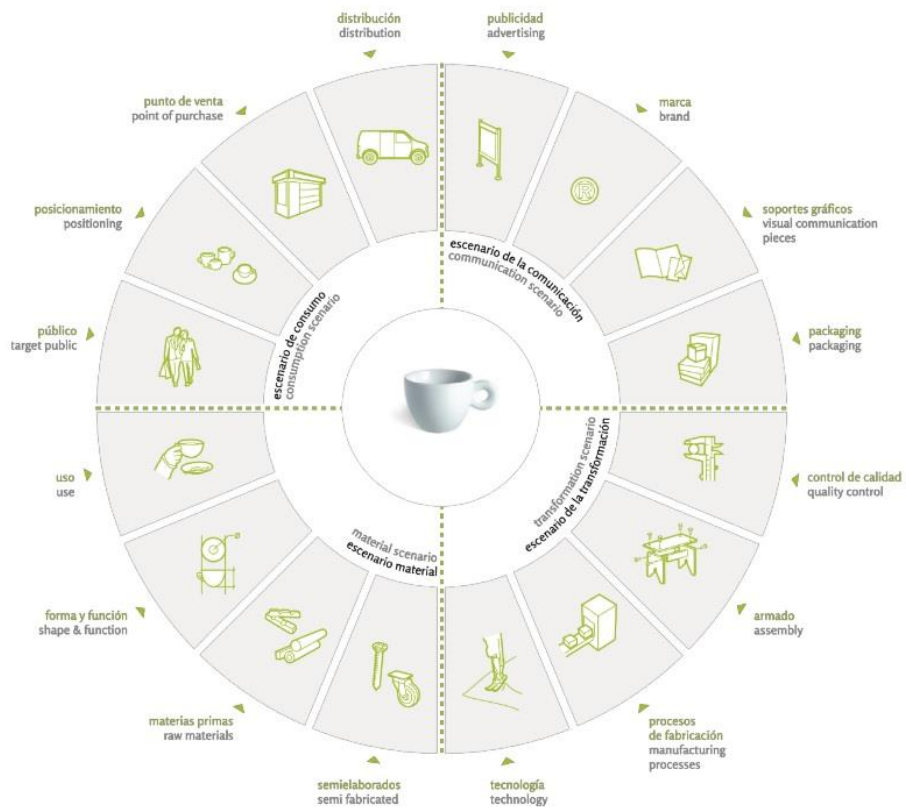 distribución
distribution
publicidad
advertising
punto de venta
point of purchase
marca
brand
posicionamiento
positioning
soportes gráficos
visual communication
pieces
público
target public
packaging
packaging
escenario de consumo
consumption scenario
escenario de la comunicación
communication scenario
®
uso
use
control de calidad
quality control
material scenario
escenario material
transformation scenario
escenario de la transformación
forma y función
shape & function
armado
assembly
materias primas
raw materials
procesos
de fabricación
manufacturing
processes
semielaborados
semi fabricated
tecnología
technology